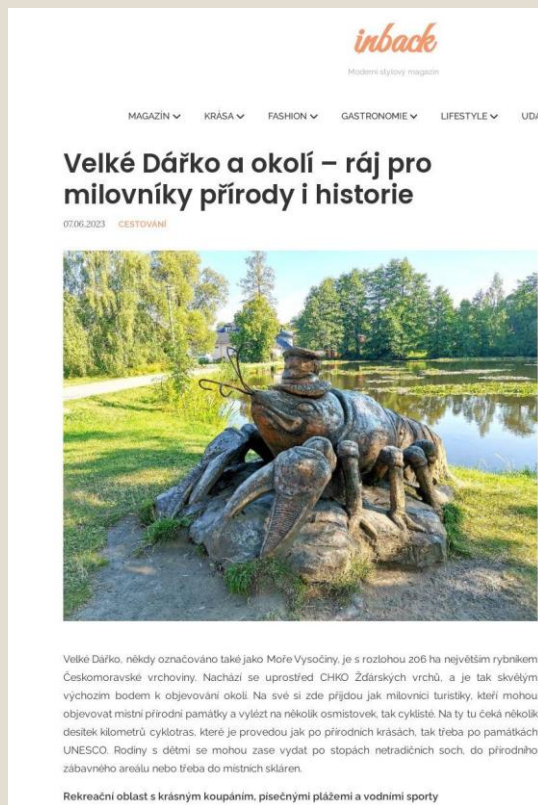 inback
Moderní stylový magazín
MAGAZÍN KRÁSA FASHION GASTRONOMIE LIFESTYLE UDÁ
Velké Dářko a okolí – ráj pro
milovníky přírody i historie
07.06.2023 CESTOVÁNÍ
Velké Dářko, někdy označováno také jako Moře Vysočiny, je s rozlohou 206 ha největším rybníkem
Českomoravské vrchoviny. Nachází se uprostřed CHKO Žďárských vrchů, a je tak skvělým
výchozím bodem k objevování okolí. Na své si zde přijdou jak milovníci turistiky, kteří mohou
objevovat místní přírodní památky a vylézt na několik osmistovek, tak cyklisté. Na ty tu čeká několik
desítek kilometrů cyklotras, které je provedou jak po přírodních krásách, tak třeba po památkách
UNESCO. Rodiny s dětmi se mohou zase vydat po stopách netradičních soch, do přírodního
zábavného areálu nebo třeba do místních skláren.
Rekreační oblast s krásným koupáním, písečnými plážemi a vodními sporty